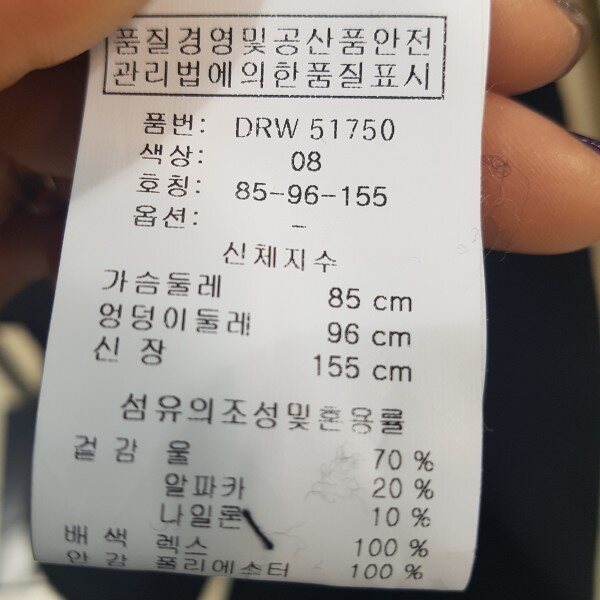 품질경영및공산품안전
관리법에의한품질표시
품번: DRW 51750
색상: 08
호칭: 85-96-155
옵션: -
신체지수
가슴둘레 85 cm
엉덩이둘레 96 cm
신 장 155 cm
섬유의조성및혼용률
겉감 울 70 %
알파카 20 %
나일론 10 %
배색 렉스 100 %
안감 폴리에스터 100 %